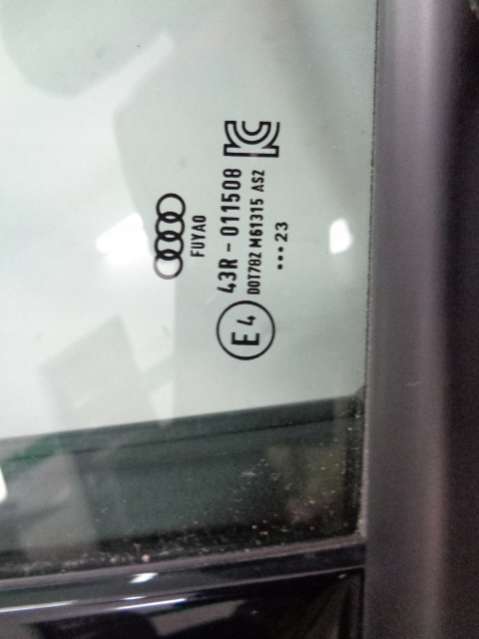 FUYAO
E4 43R - 011508
DOT782 M61315 AS2
••• 23